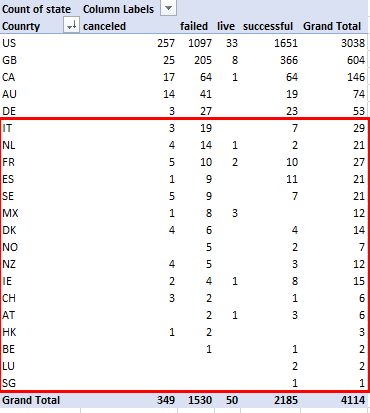 Count of state Column Labels
Counrty canceled failed live successful Grand Total
US 257 1097 33 1651 3038
GB 25 205 8 366 604
CA 17 64 1 64 146
AU 14 41 19 74
DE 3 27 23 53
IT 3 19 7 29
NL 4 14 1 2 21
FR 5 10 2 10 27
ES 1 9 11 21
SE 5 9 7 21
MX 1 8 3 12
DK 4 6 4 14
NO 5 2 7
NZ 4 5 3 12
IE 2 4 1 8 15
CH 3 2 1 6
AT 2 1 3 6
HK 1 2 3
BE 1 1 2
LU 2 2
SG 1 1
Grand Total 349 1530 50 2185 4114